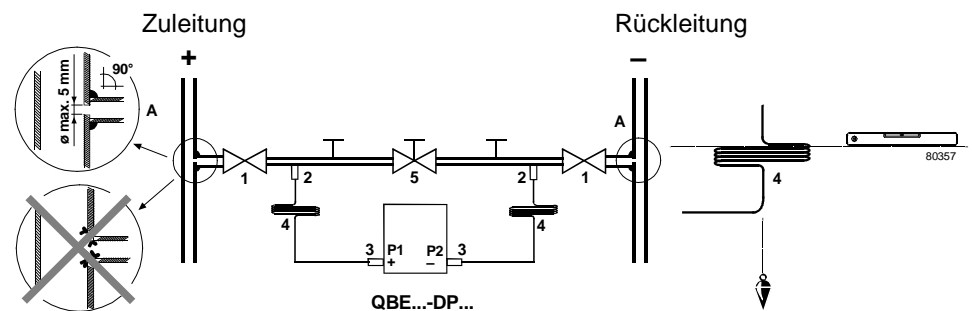 Zuleitung
Rückleitung
+
–
90°
ø max. 5 mm
A
A
1
2
5
2
1
80357
4
4
4
3
P1
+
P2
–
3
QBE...-DP...